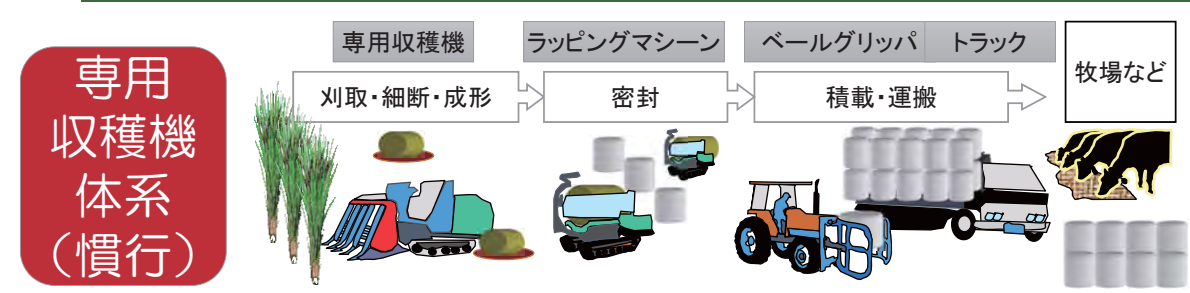 専用
収穫機
体系
（慣行）
専用収穫機
ラッピングマシーン
ベールグリッパ
トラック
刈取・細断・成形
密封
積載・運搬
牧場など